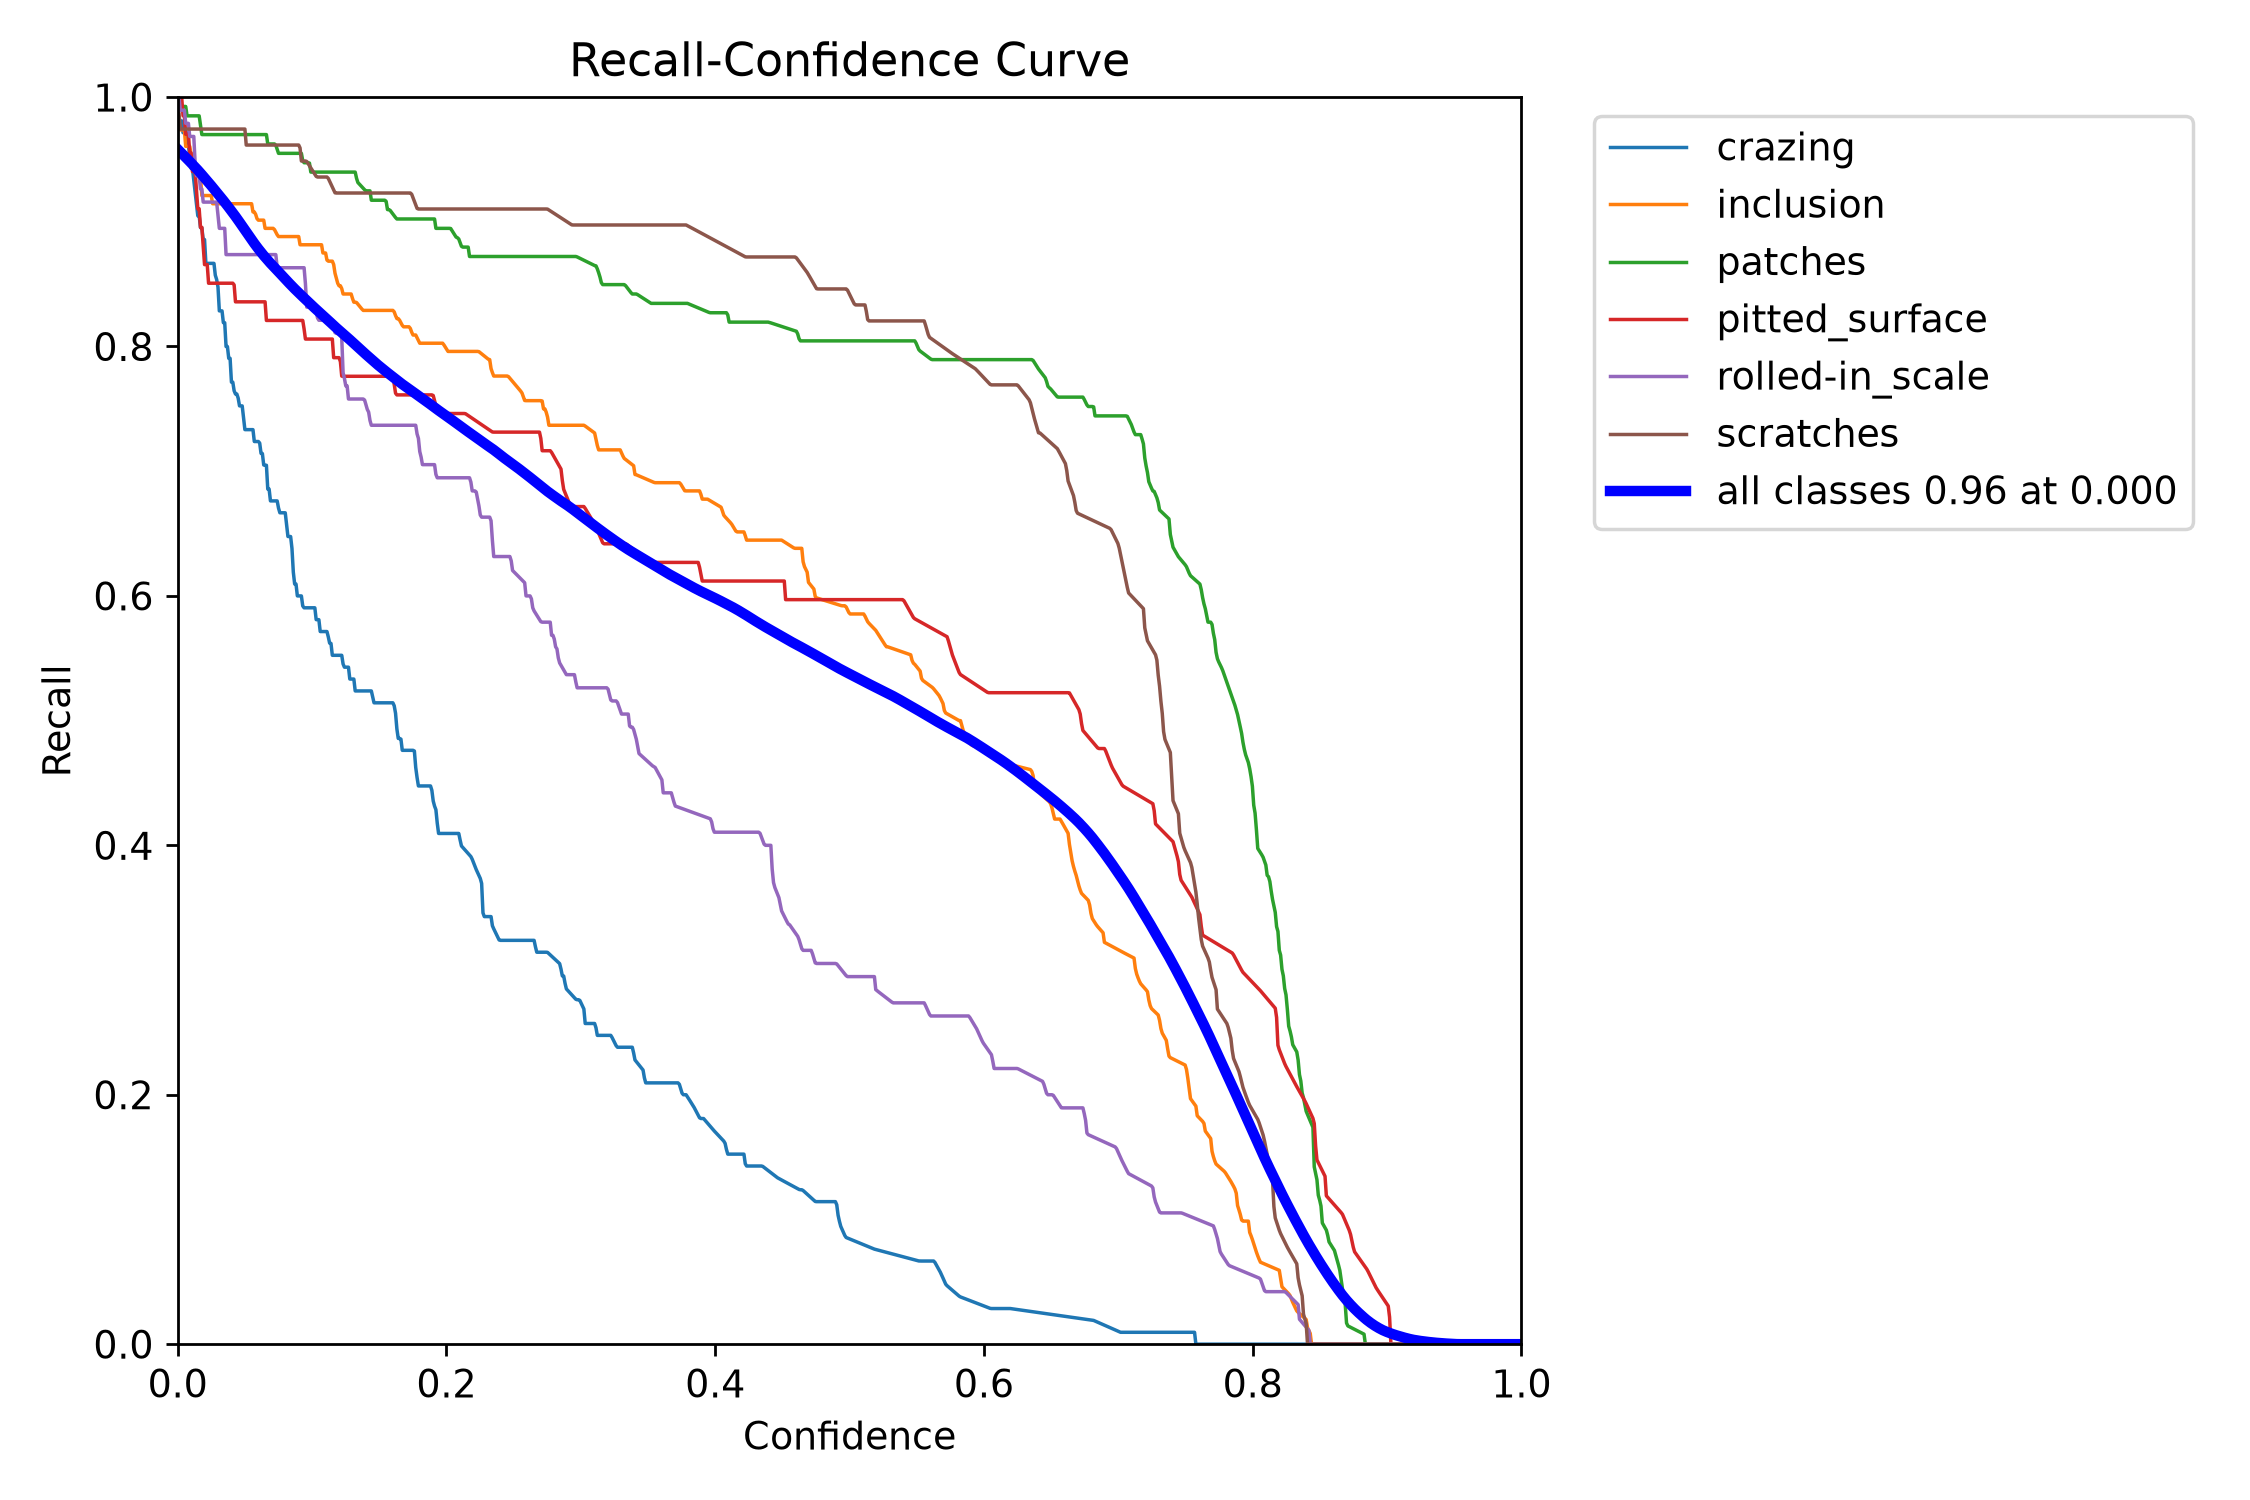 Recall-Confidence Curve
1.0
0.8
0.6
0.4
0.2
0.0
Recall
0.0 0.2 0.4 0.6 0.8 1.0
Confidence
crazing
inclusion
patches
pitted_surface
rolled-in_scale
scratches
all classes 0.96 at 0.000